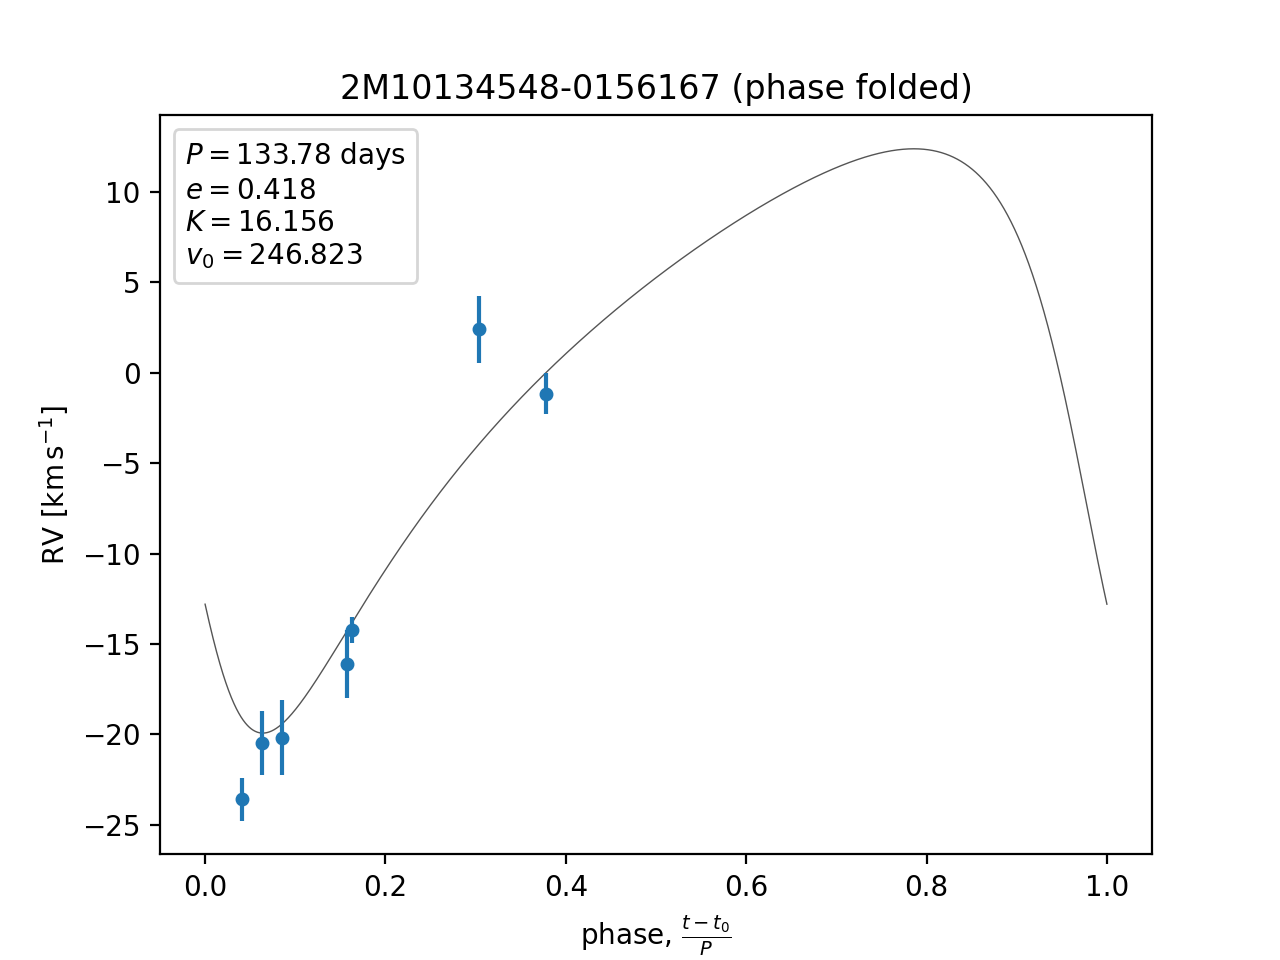 2M10134548-0156167 (phase folded)
P = 133.78 days
e = 0.418
K = 16.156
v₀ = 246.823
10
5
0
−5
−10
−15
−20
−25
RV [km s⁻¹]
0.0 0.2 0.4 0.6 0.8 1.0
phase, (t − t₀)/P